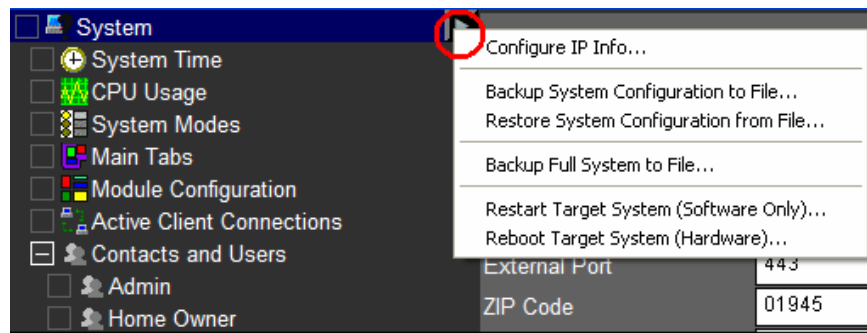 System
System Time
CPU Usage
System Modes
Main Tabs
Module Configuration
Active Client Connections
Contacts and Users
Admin
Home Owner
Configure IP Info...
Backup System Configuration to File...
Restore System Configuration from File...
Backup Full System to File...
Restart Target System (Software Only)...
Reboot Target System (Hardware)...
External Port 443
ZIP Code 01945